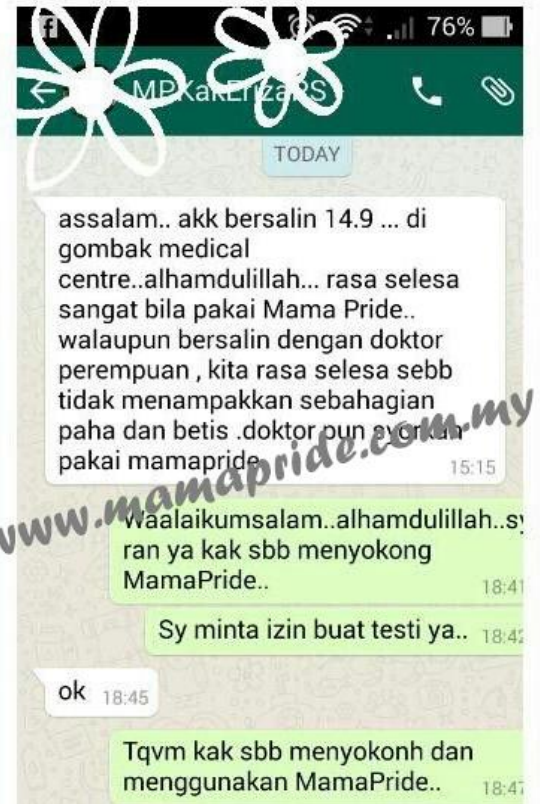 76%
MPKakErizaPS
TODAY
assalam.. akk bersalin 14.9 ... di
gombak medical
centre..alhamdulillah... rasa selesa
sangat bila pakai Mama Pride..
walaupun bersalin dengan doktor
perempuan , kita rasa selesa sebb
tidak menampakkan sebahagian
paha dan betis .doktor pun syorkan
pakai mamapride
15:15
www.mamapride.com.my
Waalaikumsalam..alhamdulillah..sy
ran ya kak sbb menyokong
MamaPride..
18:41
Sy minta izin buat testi ya.. 18:42
ok 18:45
Tqvm kak sbb menyokonh dan
menggunakan MamaPride..
18:47